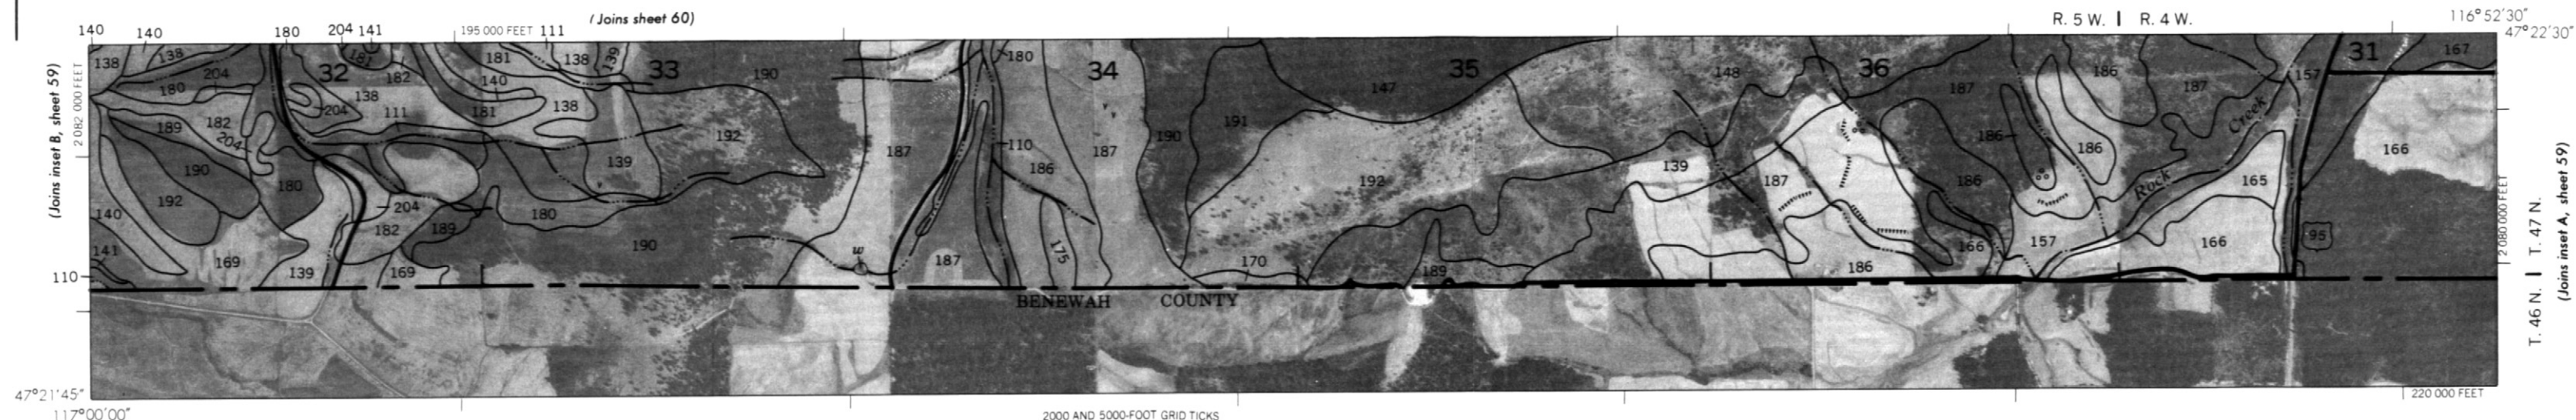 (Joins sheet 60)
R. 5 W. | R. 4 W.
116°52'30"
47°22'30"
140 140 180 204 141 195 000 FEET 111
(Joins inset B, sheet 59)
2 082 000 FEET
138 138 204 181 32 182 181 138 139 33 190 180 34 147 35 148 36 187 186 187 157 31 167
180 204 138 140 181 138
189 182 204 111 192 187 110 190 191 186 Creek
190 139 186 187 139 186 166
192 180 204 180 192 187 186 Rock 165
140 182 189 190 w 175
141 169 139 169 187 170 189 186 166 157 166 95
110
BENEWAH COUNTY
2 080 000 FEET
T. 46 N. | T. 47 N.
(Joins inset A, sheet 59)
47°21'45"
117°00'00"
2000 AND 5000-FOOT GRID TICKS
220 000 FEET